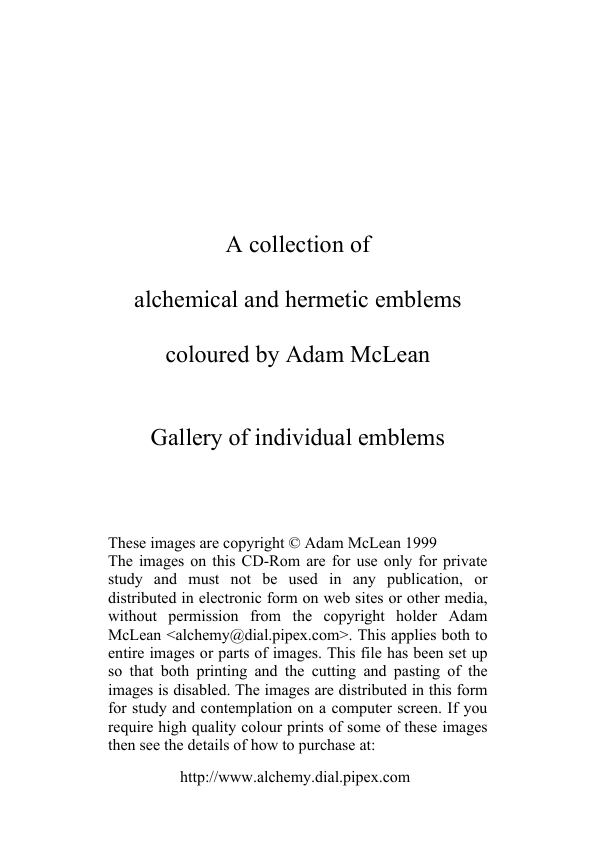 A collection of
alchemical and hermetic emblems
coloured by Adam McLean
Gallery of individual emblems
These images are copyright © Adam McLean 1999
The images on this CD-Rom are for use only for private
study and must not be used in any publication, or
distributed in electronic form on web sites or other media,
without permission from the copyright holder Adam
McLean <alchemy@dial.pipex.com>. This applies both to
entire images or parts of images. This file has been set up
so that both printing and the cutting and pasting of the
images is disabled. The images are distributed in this form
for study and contemplation on a computer screen. If you
require high quality colour prints of some of these images
then see the details of how to purchase at:
http://www.alchemy.dial.pipex.com